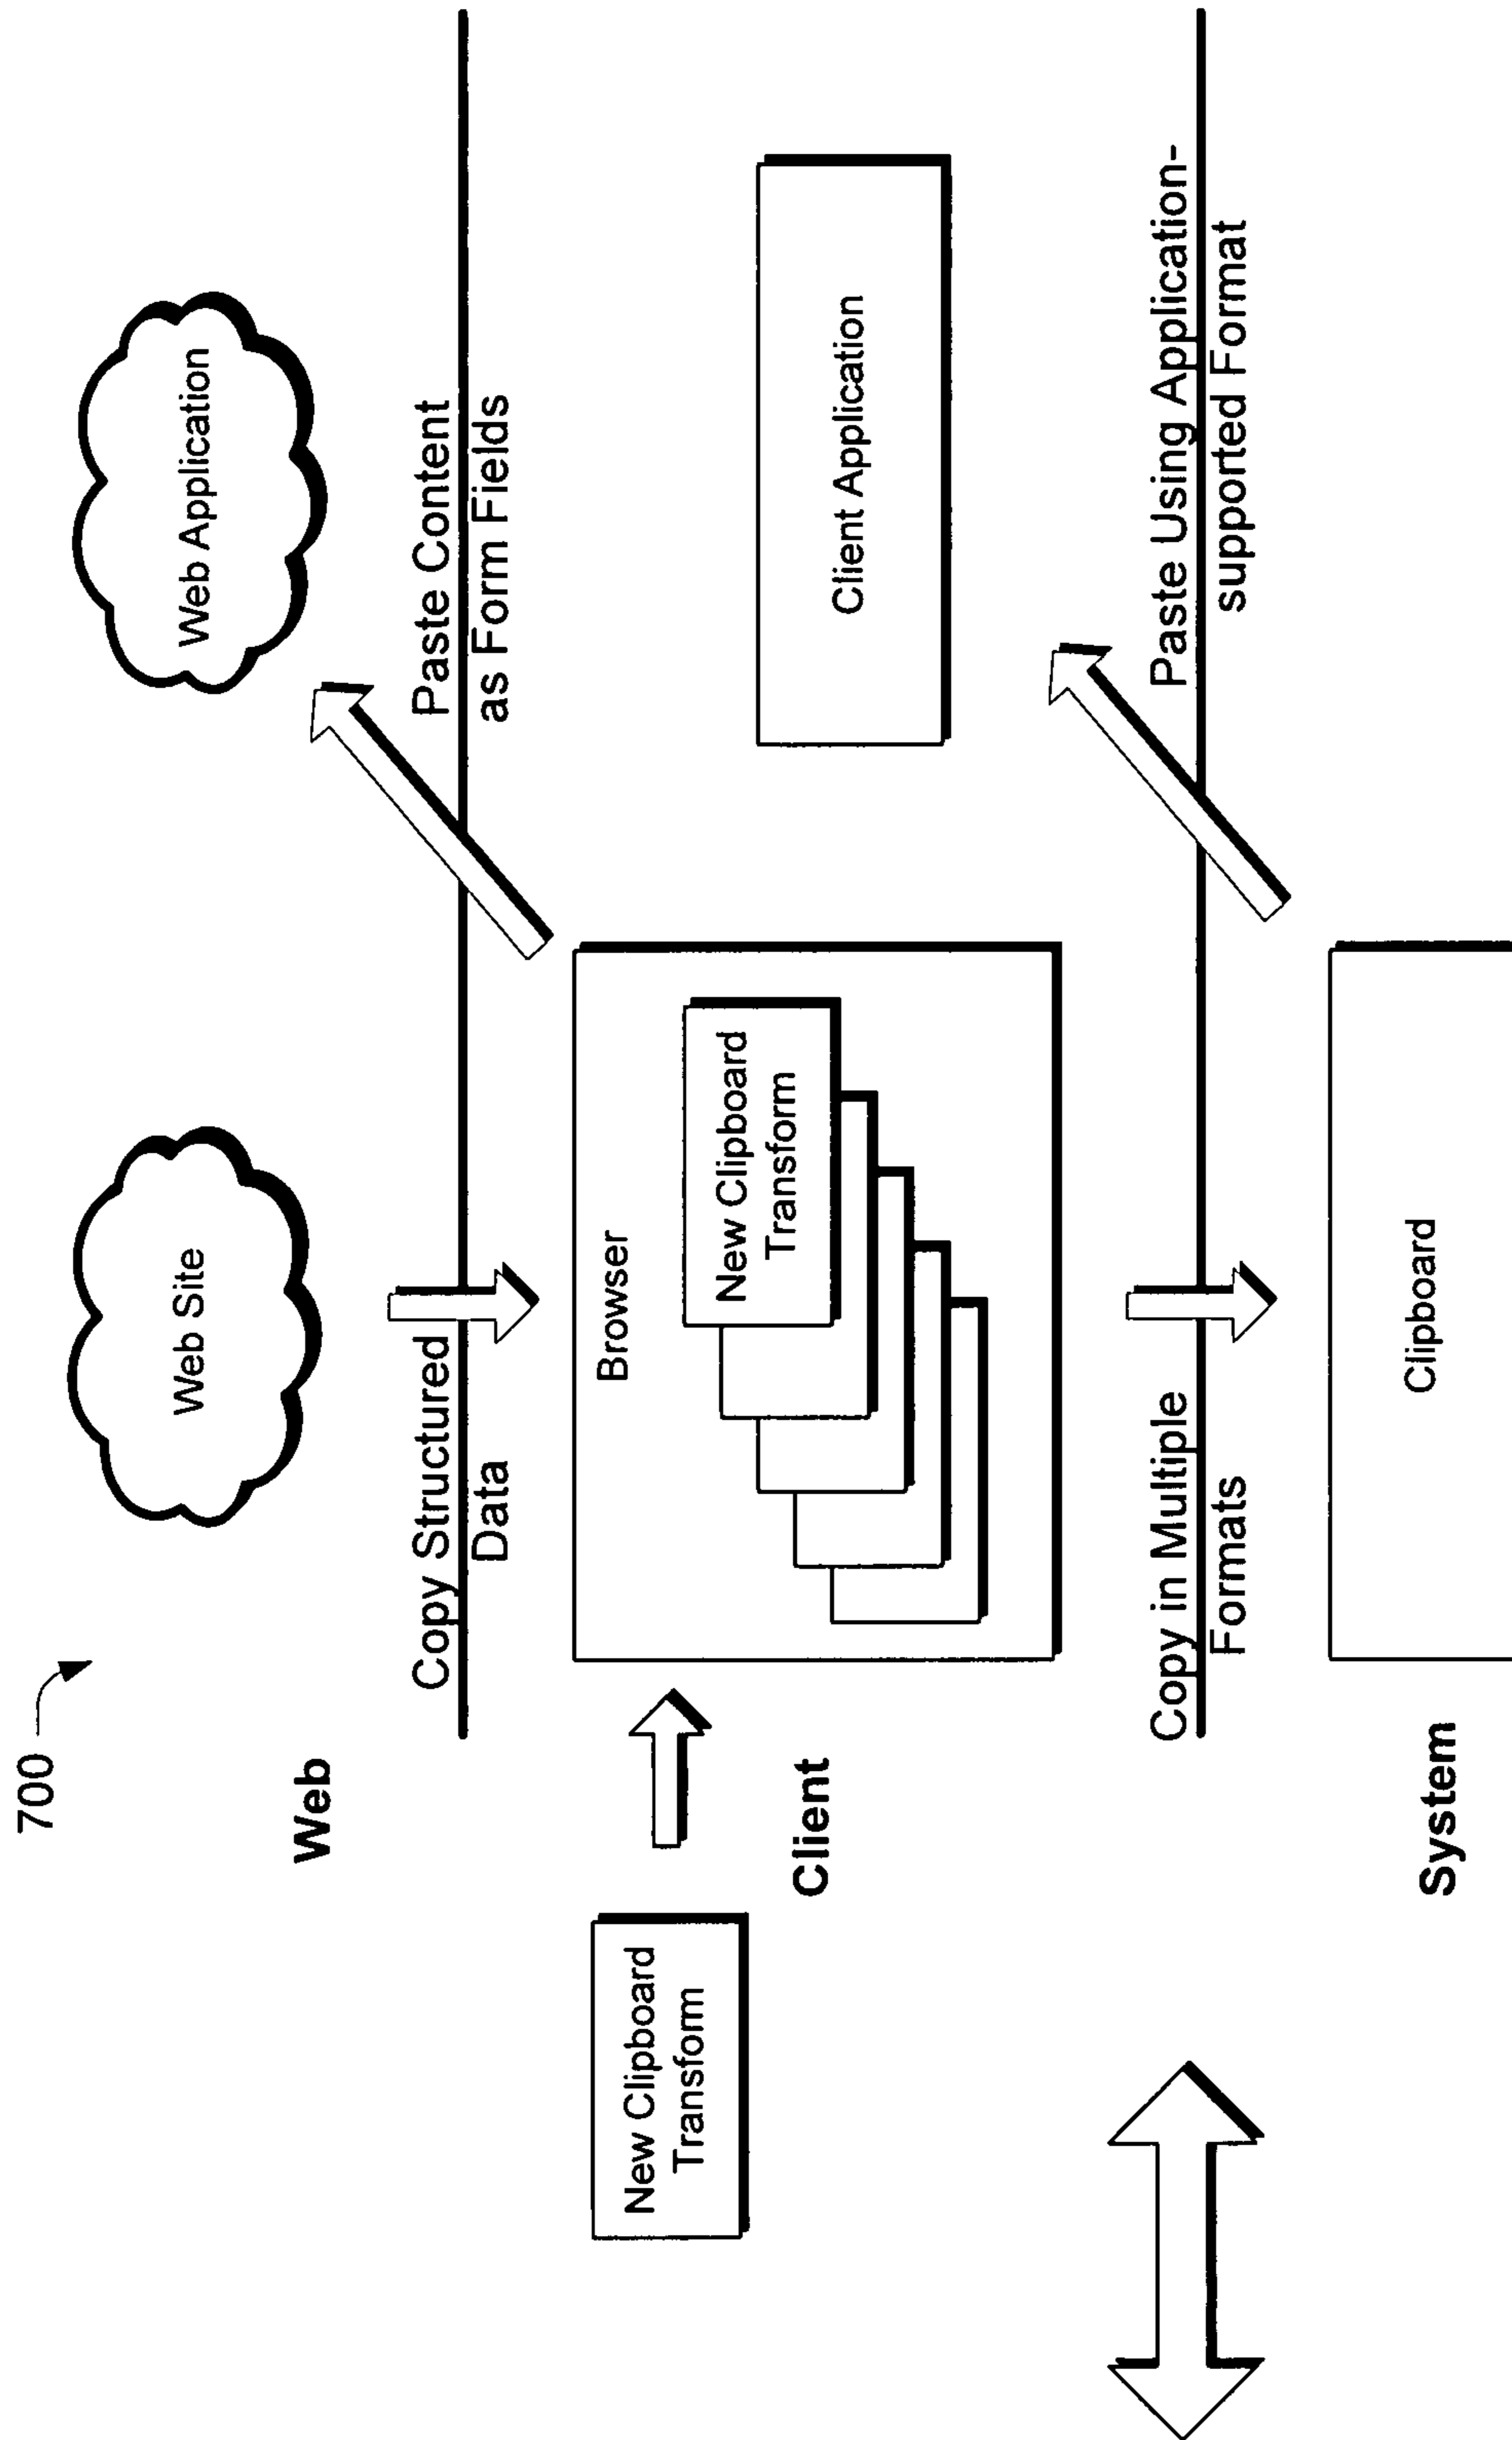 700
Web
Web Site
Web Application
Copy Structured
Data
Paste Content
as Form Fields
New Clipboard
Transform
Client
Browser
New Clipboard
Transform
Client Application
Copy in Multiple
Formats
Paste Using Application-
supported Format
System
Clipboard